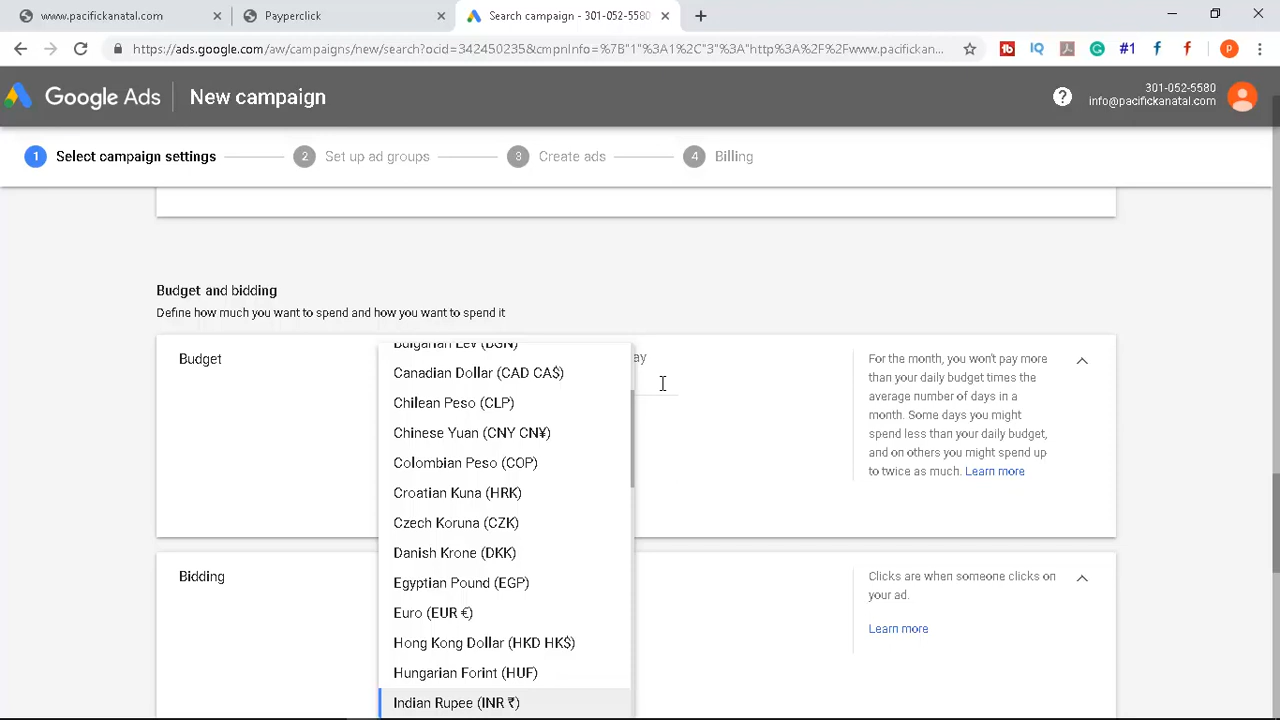 www.pacifickanatal.com
Payperclick
Search campaign - 301-052-5580
https://ads.google.com/aw/campaigns/new/search?ocid=342450235&cmpnInfo=%7B"1"%3A1%2C"3"%3A"http%3A%2F%2Fwww.pacifickan...
Google Ads
New campaign
301-052-5580
info@pacifickanatal.com
1 Select campaign settings
2 Set up ad groups
3 Create ads
4 Billing
Budget and bidding
Define how much you want to spend and how you want to spend it
Budget
Bulgarian Lev (BGN)
Canadian Dollar (CAD CA$)
Chilean Peso (CLP)
Chinese Yuan (CNY CN¥)
Colombian Peso (COP)
Croatian Kuna (HRK)
Czech Koruna (CZK)
Danish Krone (DKK)
Egyptian Pound (EGP)
Euro (EUR €)
Hong Kong Dollar (HKD HK$)
Hungarian Forint (HUF)
Indian Rupee (INR ₹)
ay
For the month, you won't pay more
than your daily budget times the
average number of days in a
month. Some days you might
spend less than your daily budget,
and on others you might spend up
to twice as much. Learn more
Bidding
Clicks are when someone clicks on
your ad.
Learn more
IQ
#1
P